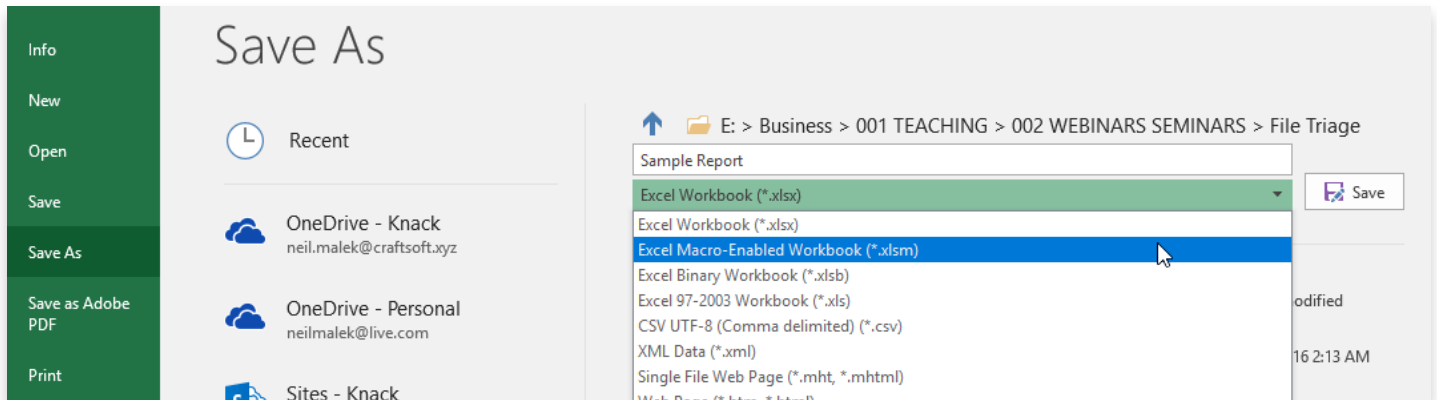 Info
New
Open
Save
Save As
Save as Adobe
PDF
Print
Save As
Recent
OneDrive - Knack
neil.malek@craftsoft.xyz
OneDrive - Personal
neilmalek@live.com
Sites - Knack
E: > Business > 001 TEACHING > 002 WEBINARS SEMINARS > File Triage
Sample Report
Excel Workbook (*.xlsx)
Save
Excel Workbook (*.xlsx)
Excel Macro-Enabled Workbook (*.xlsm)
Excel Binary Workbook (*.xlsb)
Excel 97-2003 Workbook (*.xls)
CSV UTF-8 (Comma delimited) (*.csv)
XML Data (*.xml)
Single File Web Page (*.mht, *.mhtml)
Web Page (*.htm, *.html)
odified
16 2:13 AM